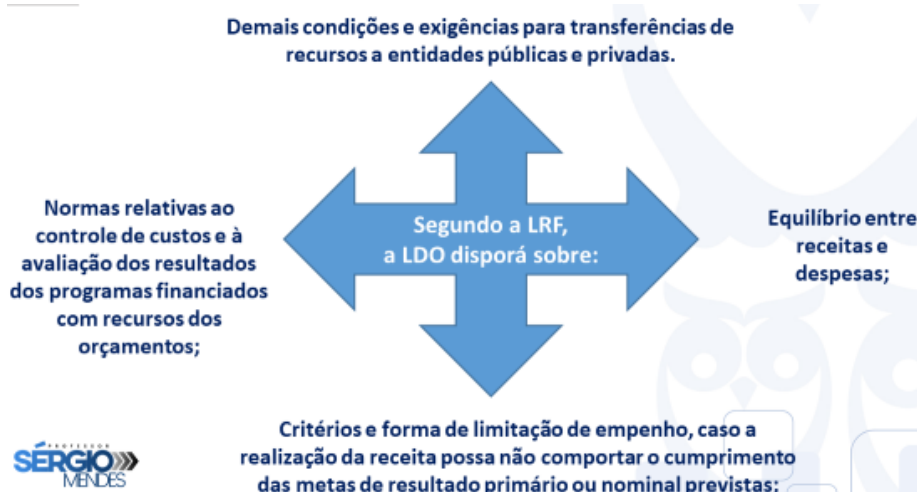 Demais condições e exigências para transferências de
recursos a entidades públicas e privadas.
Normas relativas ao
controle de custos e à
avaliação dos resultados
dos programas financiados
com recursos dos
orçamentos;
Segundo a LRF,
a LDO disporá sobre:
Equilíbrio entre
receitas e
despesas;
Critérios e forma de limitação de empenho, caso a
realização da receita possa não comportar o cumprimento
das metas de resultado primário ou nominal previstas;
PROFESSOR
SÉRGIO
MENDES